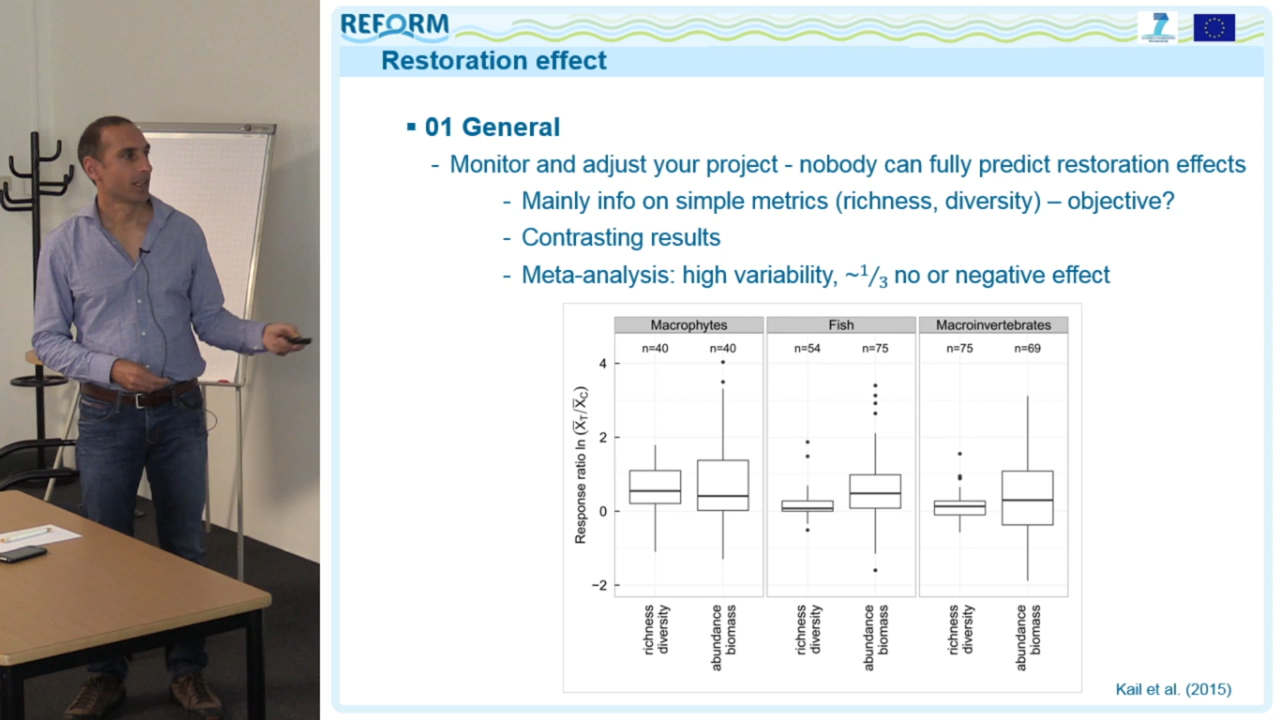 REFORM
7
Restoration effect
▪ 01 General
- Monitor and adjust your project - nobody can fully predict restoration effects
- Mainly info on simple metrics (richness, diversity) – objective?
- Contrasting results
- Meta-analysis: high variability, ~1/3 no or negative effect
Macrophytes Fish Macroinvertebrates
n=40 n=40 n=54 n=75 n=75 n=69
Response ratio ln (X̅T/X̅C)
4
2
0
−2
richness
diversity
abundance
biomass
richness
diversity
abundance
biomass
richness
diversity
abundance
biomass
Kail et al. (2015)